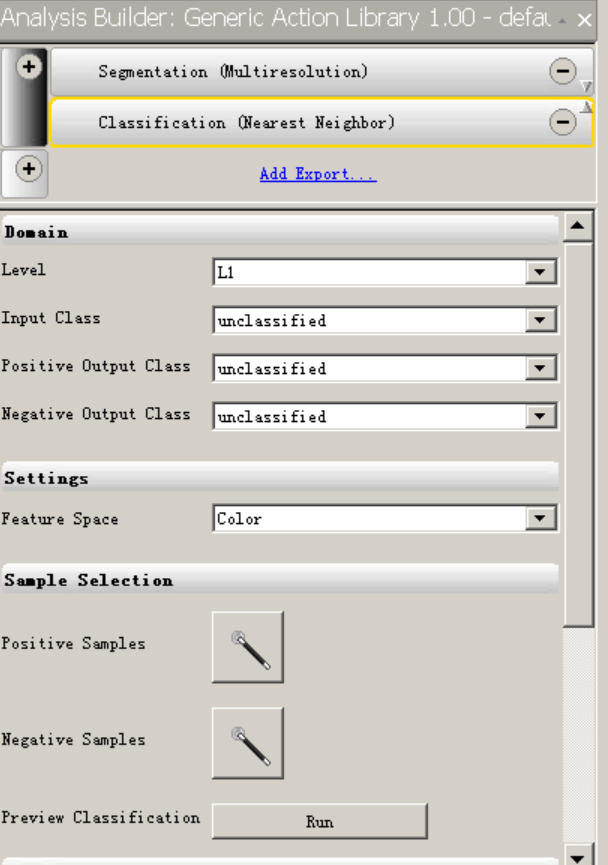 Analysis Builder: Generic Action Library 1.00 - defau
Segmentation (Multiresolution)
Classification (Nearest Neighbor)
Add Export...
Domain
Level L1
Input Class unclassified
Positive Output Class unclassified
Negative Output Class unclassified
Settings
Feature Space Color
Sample Selection
Positive Samples
Negative Samples
Preview Classification Run